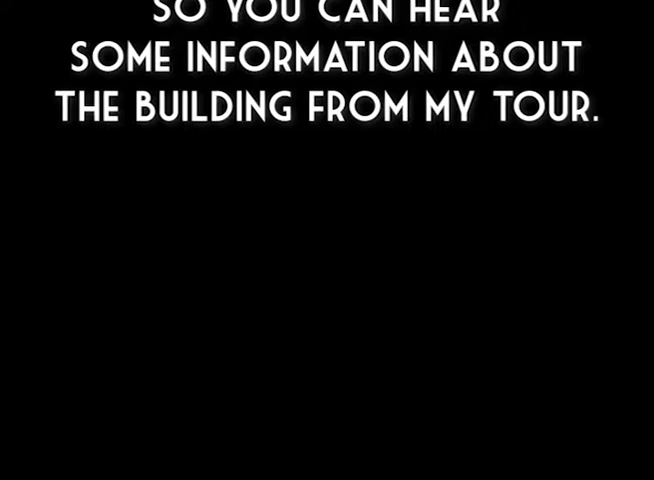 SO YOU CAN HEAR
SOME INFORMATION ABOUT
THE BUILDING FROM MY TOUR.